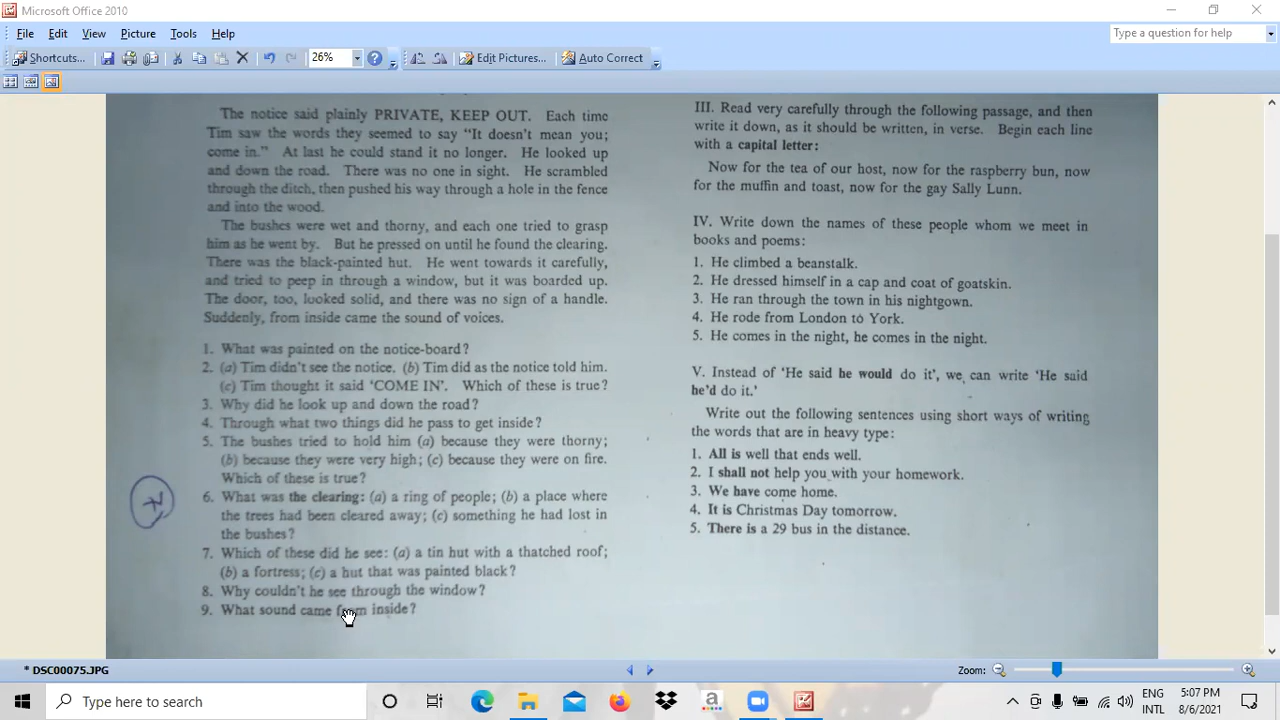 Microsoft Office 2010
File Edit View Picture Tools Help
Type a question for help
Shortcuts...
26%
Edit Pictures...
Auto Correct
The notice said plainly PRIVATE, KEEP OUT. Each time
Tim saw the words they seemed to say "It doesn't mean you;
come in." At last he could stand it no longer. He looked up
and down the road. There was no one in sight. He scrambled
through the ditch, then pushed his way through a hole in the fence
and into the wood.
The bushes were wet and thorny, and each one tried to grasp
him as he went by. But he pressed on until he found the clearing.
There was the black-painted hut. He went towards it carefully,
and tried to peep in through a window, but it was boarded up.
The door, too, looked solid, and there was no sign of a handle.
Suddenly, from inside came the sound of voices.
1. What was painted on the notice-board?
2. (a) Tim didn't see the notice. (b) Tim did as the notice told him.
(c) Tim thought it said 'COME IN'. Which of these is true?
3. Why did he look up and down the road?
4. Through what two things did he pass to get inside?
5. The bushes tried to hold him (a) because they were thorny;
(b) because they were very high; (c) because they were on fire.
Which of these is true?
6. What was the clearing: (a) a ring of people; (b) a place where
the trees had been cleared away; (c) something he had lost in
the bushes?
7. Which of these did he see: (a) a tin hut with a thatched roof;
(b) a fortress; (c) a hut that was painted black?
8. Why couldn't he see through the window?
9. What sound came from inside?
III. Read very carefully through the following passage, and then
write it down, as it should be written, in verse. Begin each line
with a capital letter:
Now for the tea of our host, now for the raspberry bun, now
for the muffin and toast, now for the gay Sally Lunn.
IV. Write down the names of these people whom we meet in
books and poems:
1. He climbed a beanstalk.
2. He dressed himself in a cap and coat of goatskin.
3. He ran through the town in his nightgown.
4. He rode from London to York.
5. He comes in the night, he comes in the night.
V. Instead of 'He said he would do it', we can write 'He said
he'd do it.'
Write out the following sentences using short ways of writing
the words that are in heavy type:
1. All is well that ends well.
2. I shall not help you with your homework.
3. We have come home.
4. It is Christmas Day tomorrow.
5. There is a 29 bus in the distance.
* DSC00075.JPG
Zoom:
Type here to search
ENG
INTL
5:07 PM
8/6/2021